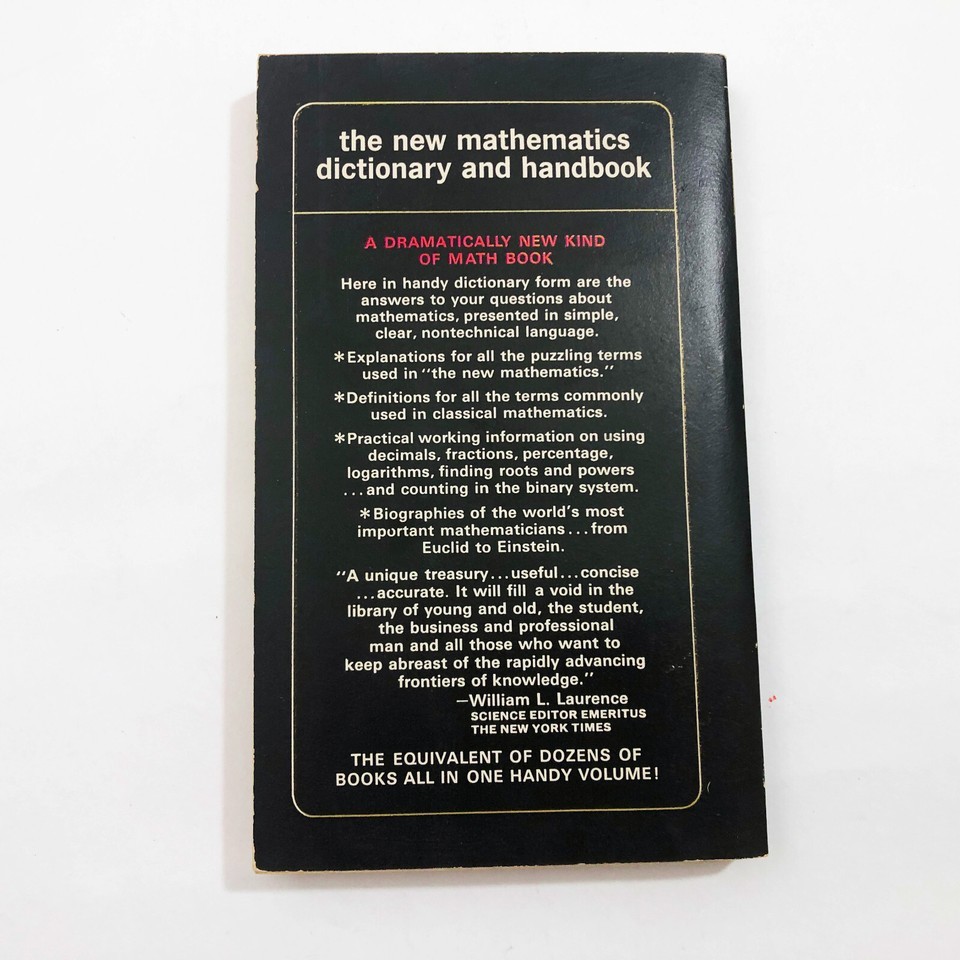 the new mathematics
dictionary and handbook
A DRAMATICALLY NEW KIND
OF MATH BOOK
Here in handy dictionary form are the
answers to your questions about
mathematics, presented in simple,
clear, nontechnical language.
*Explanations for all the puzzling terms
used in “the new mathematics.”
*Definitions for all the terms commonly
used in classical mathematics.
*Practical working information on using
decimals, fractions, percentage,
logarithms, finding roots and powers
...and counting in the binary system.
*Biographies of the world's most
important mathematicians...from
Euclid to Einstein.
“A unique treasury...useful...concise
...accurate. It will fill a void in the
library of young and old, the student,
the business and professional
man and all those who want to
keep abreast of the rapidly advancing
frontiers of knowledge.”
—William L. Laurence
SCIENCE EDITOR EMERITUS
THE NEW YORK TIMES
THE EQUIVALENT OF DOZENS OF
BOOKS ALL IN ONE HANDY VOLUME!